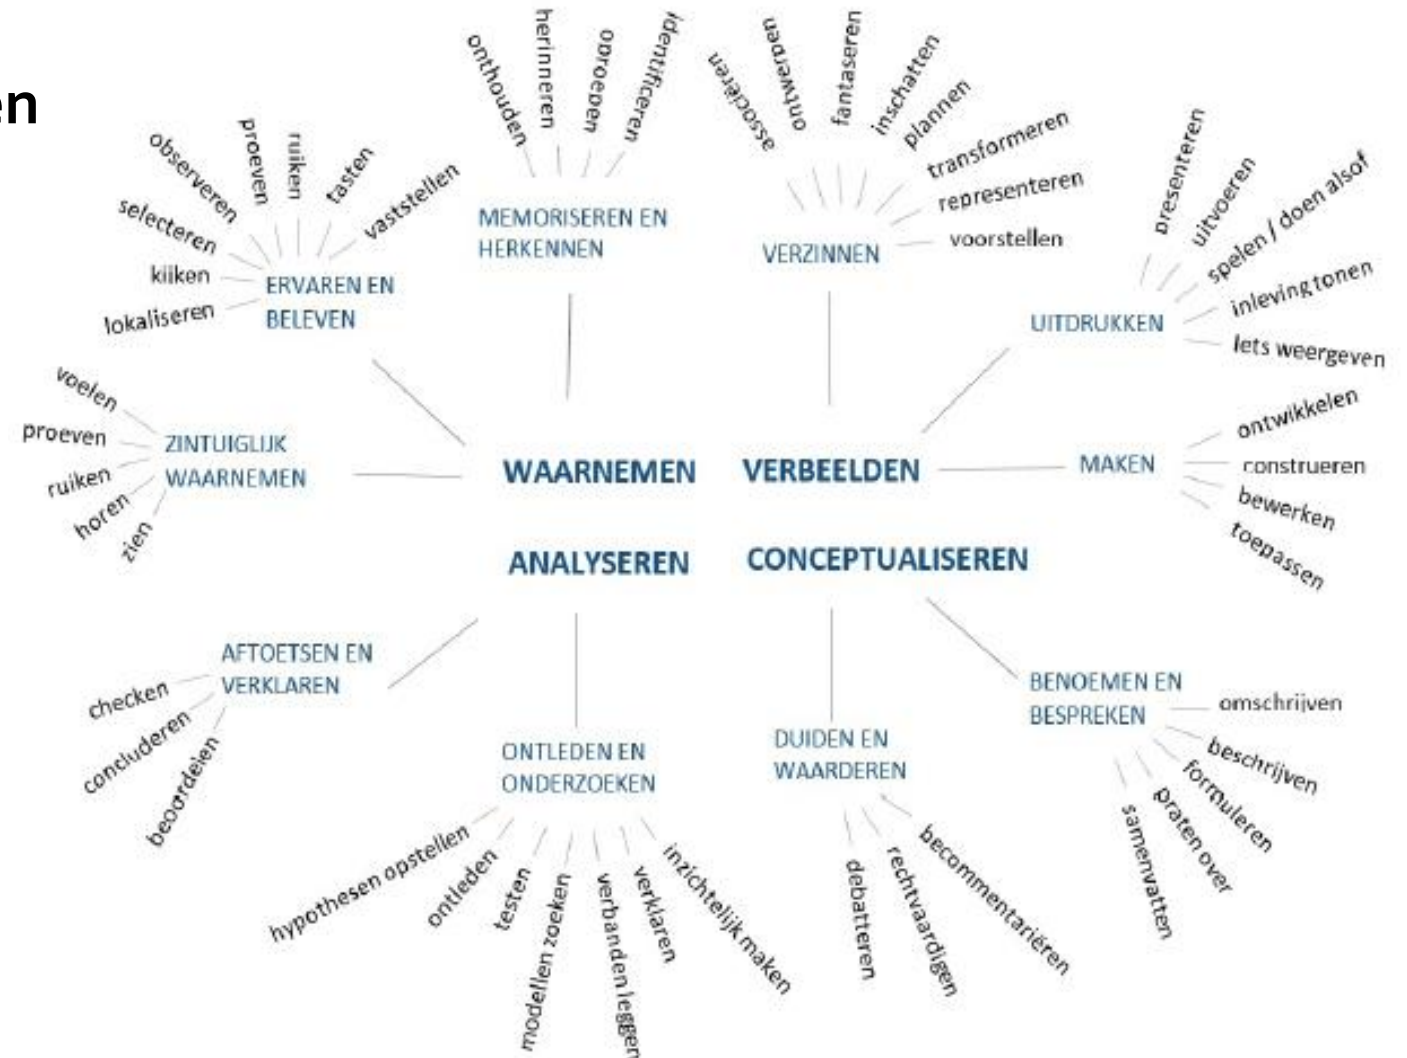 en
onthouden
herinneren
oproepen
identificeren
MEMORISEREN EN
HERKENNEN
associëren
ontwerpen
fantaseren
inschatten
plannen
transformeren
representeren
voorstellen
VERZINNEN
observeren
proeven
ruiken
tasten
vaststellen
selecteren
kijken
lokaliseren
ERVAREN EN
BELEVEN
presenteren
uitvoeren
spelen / doen alsof
inleving tonen
Iets weergeven
UITDRUKKEN
voelen
proeven
ruiken
horen
zien
ZINTUIGLIJK
WAARNEMEN
WAARNEMEN
VERBEELDEN
MAKEN
ontwikkelen
construeren
bewerken
toepassen
ANALYSEREN
CONCEPTUALISEREN
AFTOETSEN EN
VERKLAREN
checken
concluderen
beoordelen
ONTLEDEN EN
ONDERZOEKEN
hypothesen opstellen
ontleden
testen
modellen zoeken
verbanden leggen
verklaren
inzichtelijk maken
DUIDEN EN
WAARDEREN
debatteren
rechtvaardigen
becommentariëren
BENOEMEN EN
BESPREKEN
omschrijven
beschrijven
formuleren
praten over
samenvatten